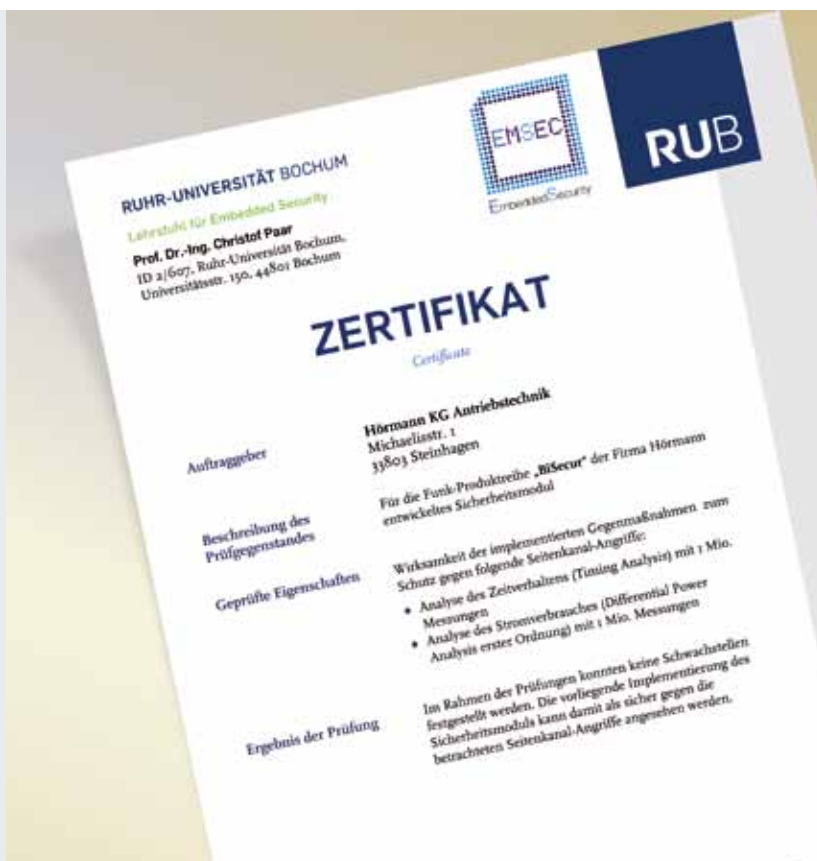 EMSEC
EmbeddedSecurity
RUB
RUHR-UNIVERSITÄT BOCHUM
Lehrstuhl für Embedded Security
Prof. Dr.-Ing. Christof Paar
ID 2/607, Ruhr-Universität Bochum,
Universitätsstr. 150, 44801 Bochum
ZERTIFIKAT
Certificate
Auftraggeber
Hörmann KG Antriebstechnik
Michaelisstr. 1
33803 Steinhagen
Beschreibung des
Prüfgegenstandes
Für die Funk-Produktreihe „BiSecur“ der Firma Hörmann
entwickeltes Sicherheitsmodul
Geprüfte Eigenschaften
Wirksamkeit der implementierten Gegenmaßnahmen zum
Schutz gegen folgende Seitenkanal-Angriffe:
• Analyse des Zeitverhaltens (Timing Analysis) mit 1 Mio.
Messungen
• Analyse des Stromverbrauches (Differential Power
Analysis erster Ordnung) mit 1 Mio. Messungen
Ergebnis der Prüfung
Im Rahmen der Prüfungen konnten keine Schwachstellen
festgestellt werden. Die vorliegende Implementierung des
Sicherheitsmoduls kann damit als sicher gegen die
betrachteten Seitenkanal-Angriffe angesehen werden.